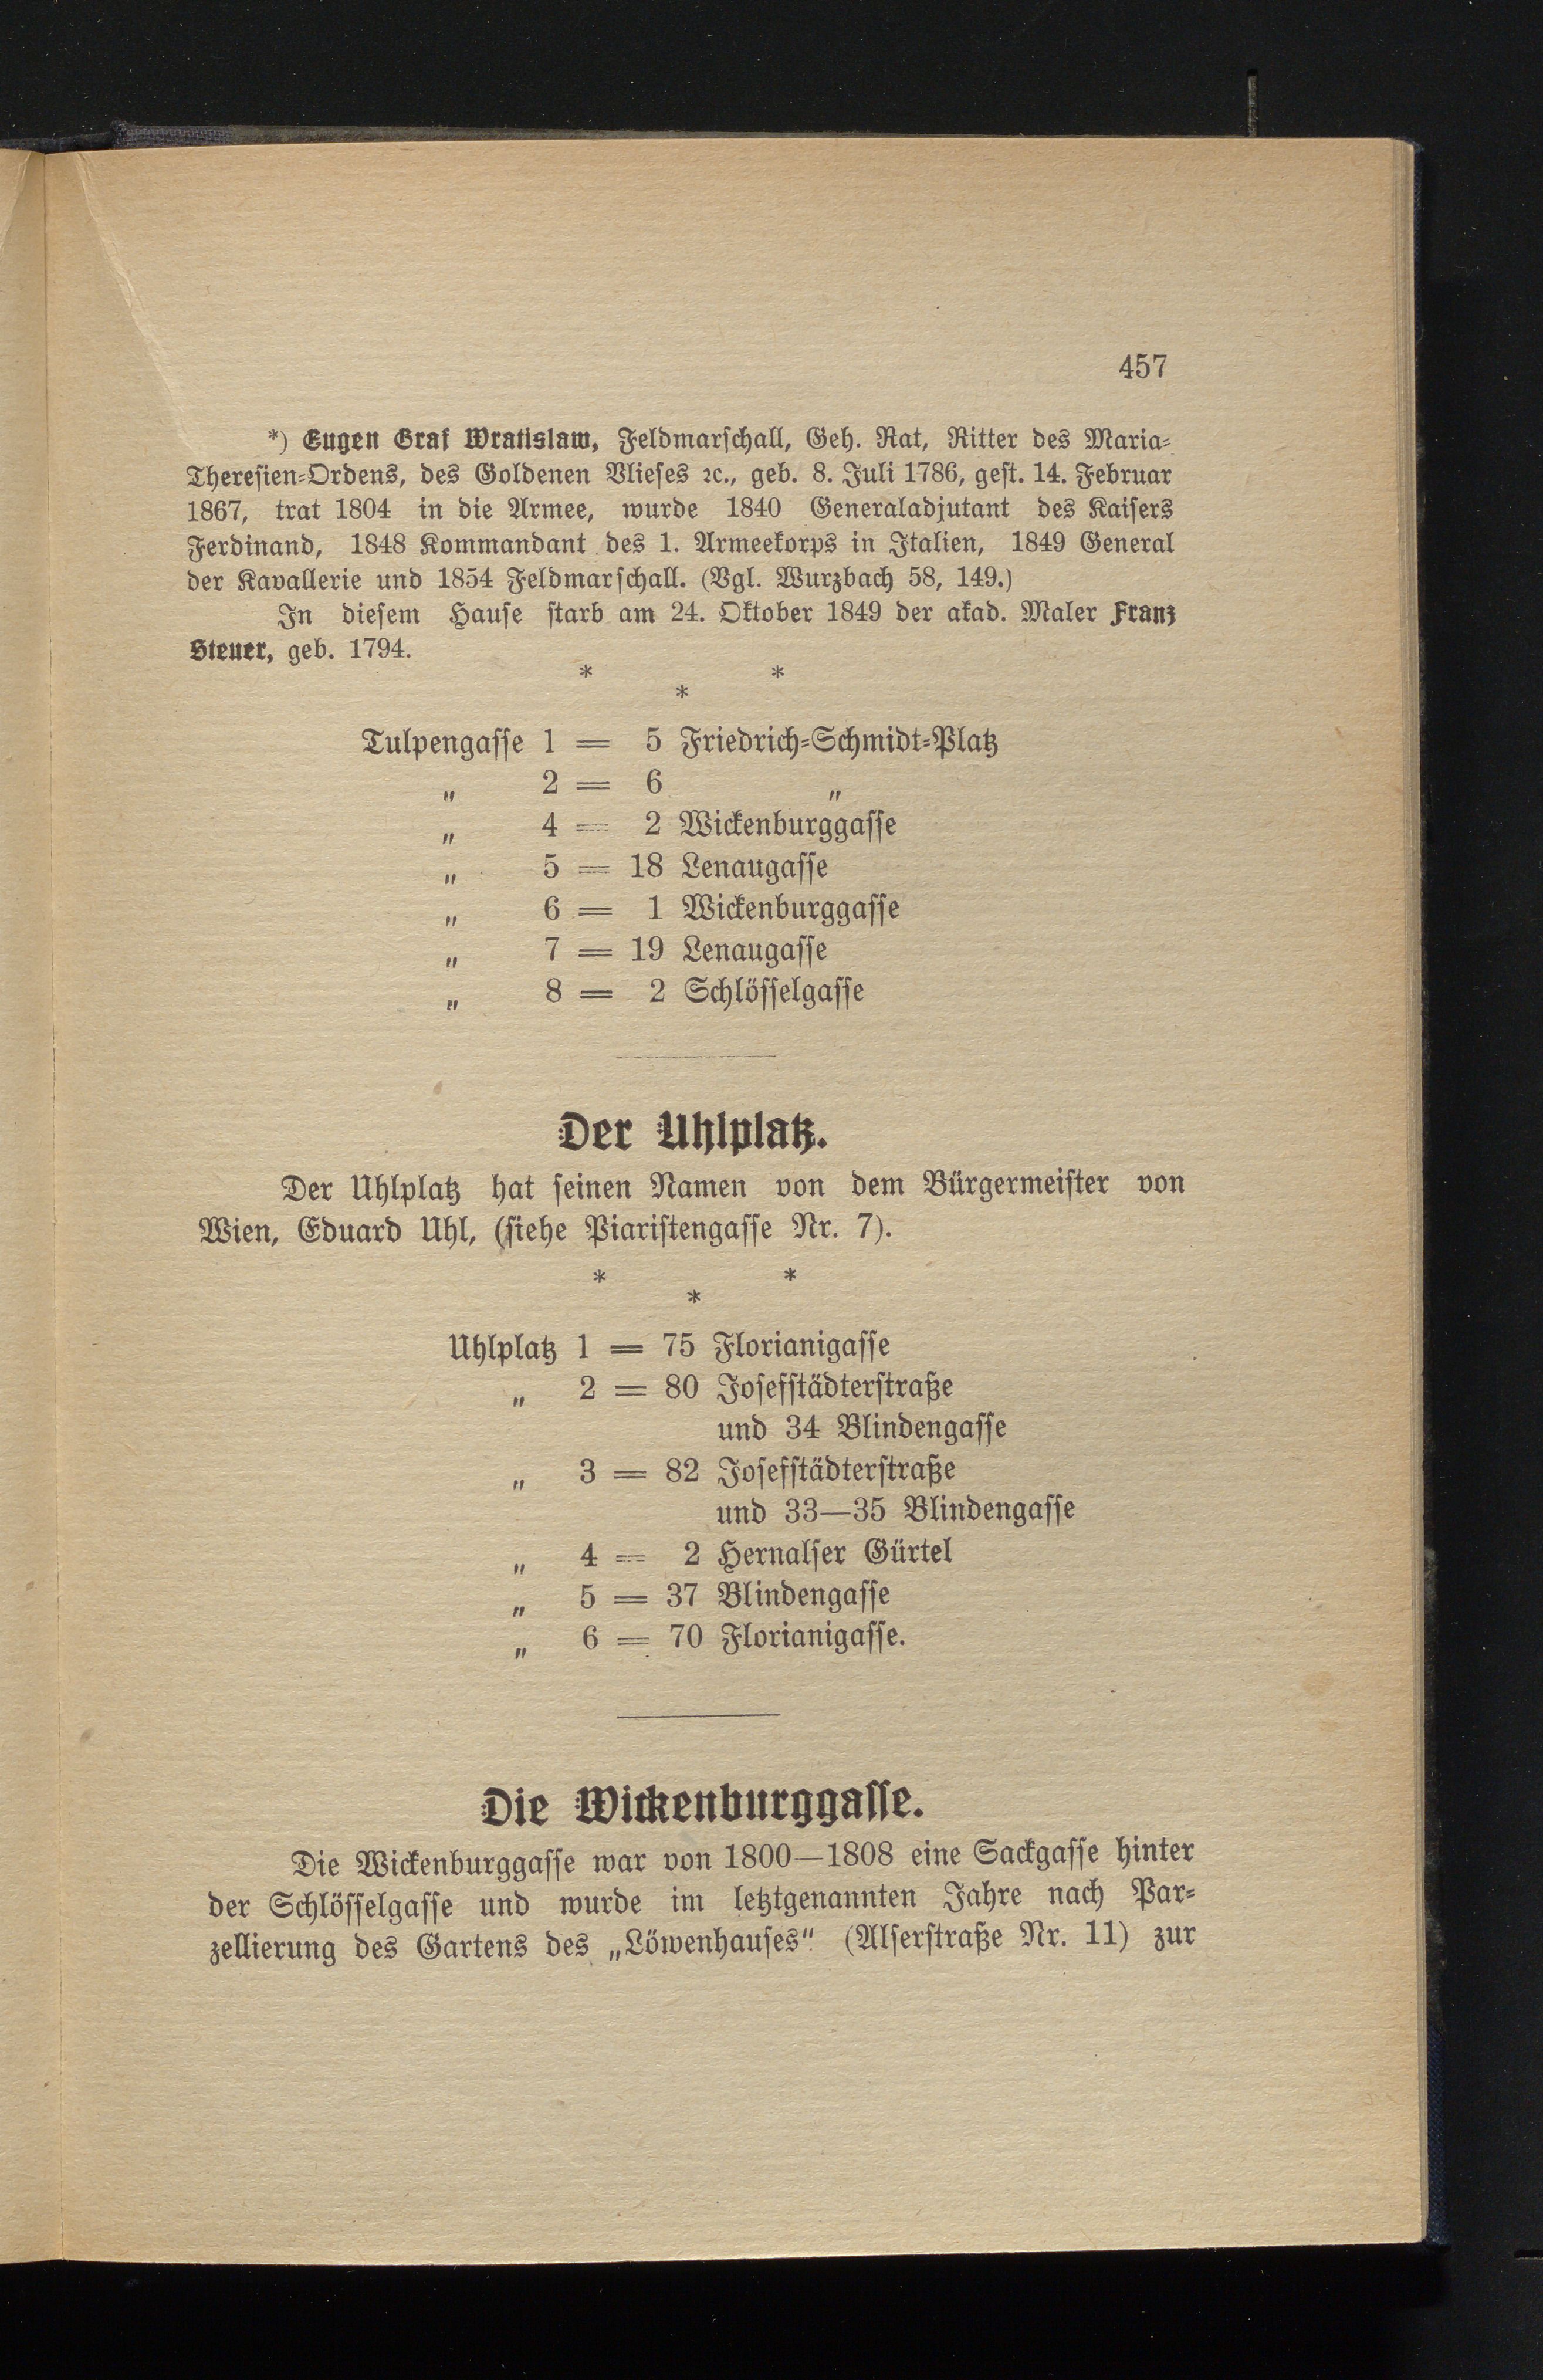 457
*) Eugen Graf Wratislaw, Feldmarschall, Geh. Rat, Ritter des Maria-
Theresien-Ordens, des Goldenen Vlieses ꝛc., geb. 8. Juli 1786, gest. 14. Februar
1867, trat 1804 in die Armee, wurde 1840 Generaladjutant des Kaisers
Ferdinand, 1848 Kommandant des 1. Armeekorps in Italien, 1849 General
der Kavallerie und 1854 Feldmarschall. (Vgl. Wurzbach 58, 149.)
In diesem Hause starb am 24. Oktober 1849 der akad. Maler Franz
Steuer, geb. 1794.
* * *
Tulpengasse 1 = 5 Friedrich-Schmidt-Platz
„ 2 = 6 „
„ 4 = 2 Wickenburggasse
„ 5 = 18 Lenaugasse
„ 6 = 1 Wickenburggasse
„ 7 = 19 Lenaugasse
„ 8 = 2 Schlösselgasse
Der Uhlplatz.
Der Uhlplatz hat seinen Namen von dem Bürgermeister von
Wien, Eduard Uhl, (siehe Piaristengasse Nr. 7).
* * *
Uhlplatz 1 = 75 Florianigasse
„ 2 = 80 Josefstädterstraße
und 34 Blindengasse
„ 3 = 82 Josefstädterstraße
und 33—35 Blindengasse
„ 4 = 2 Hernalser Gürtel
„ 5 = 37 Blindengasse
„ 6 = 70 Florianigasse.
Die Wickenburggasse.
Die Wickenburggasse war von 1800—1808 eine Sackgasse hinter
der Schlösselgasse und wurde im letztgenannten Jahre nach Par-
zellierung des Gartens des „Löwenhauses" (Alserstraße Nr. 11) zur